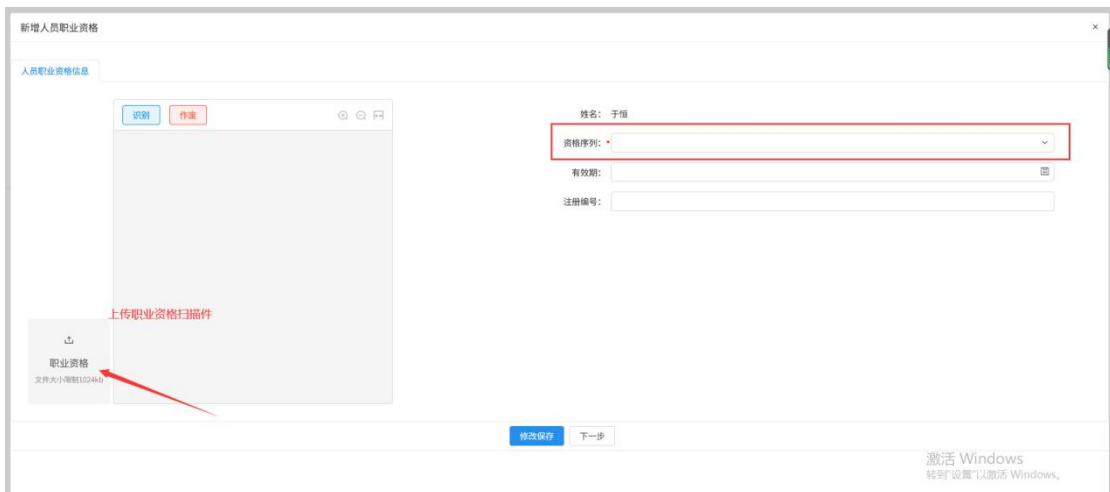 新增人员职业资格
×
人员职业资格信息
识别 作废
姓名： 于恒
资格序列：*
有效期：
注册编号：
上传职业资格扫描件
职业资格
文件大小限制1024kb
修改保存 下一步
激活 Windows
转到"设置"以激活 Windows。